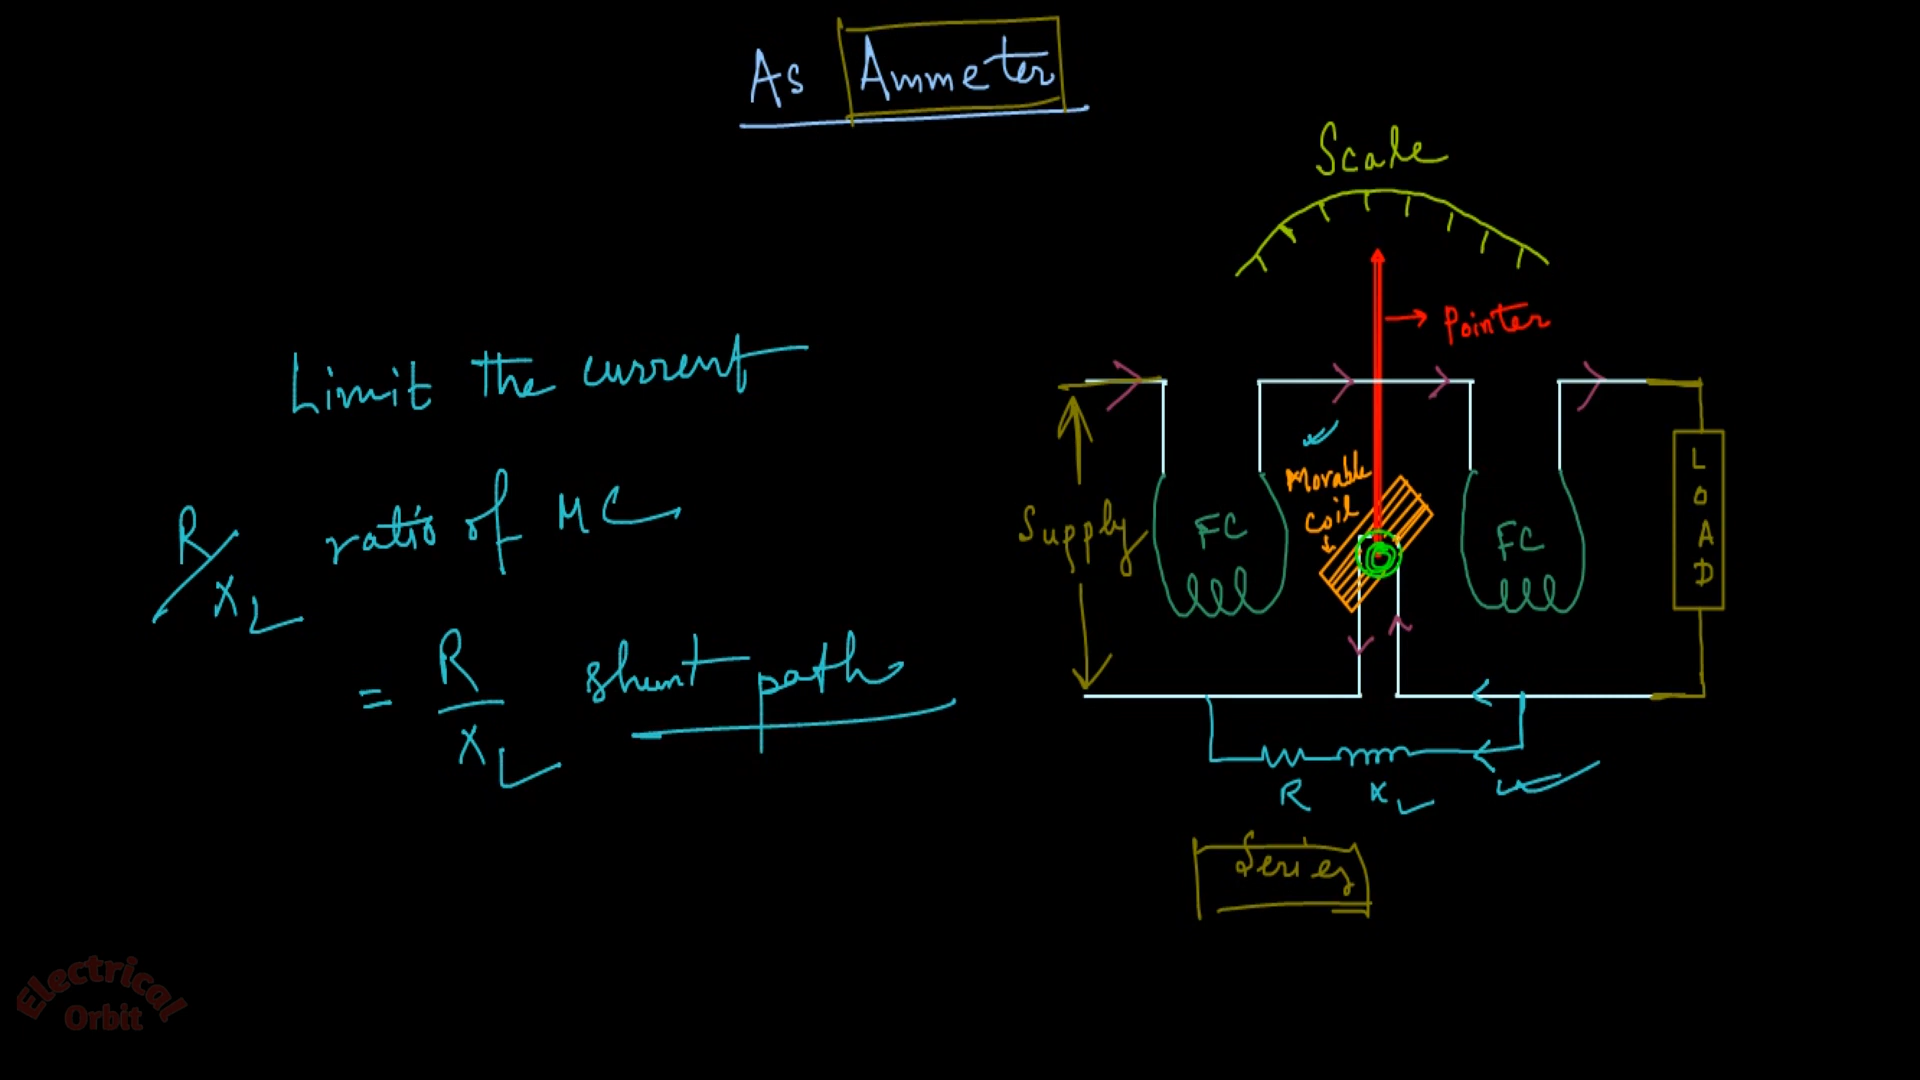 As Ammeter
Scale
Pointer
Limit the current
Movable
coil
R/XL ratio of MC
Supply
FC
FC
LOAD
= R/XL shunt path
R XL
Series
Electrical
Orbit